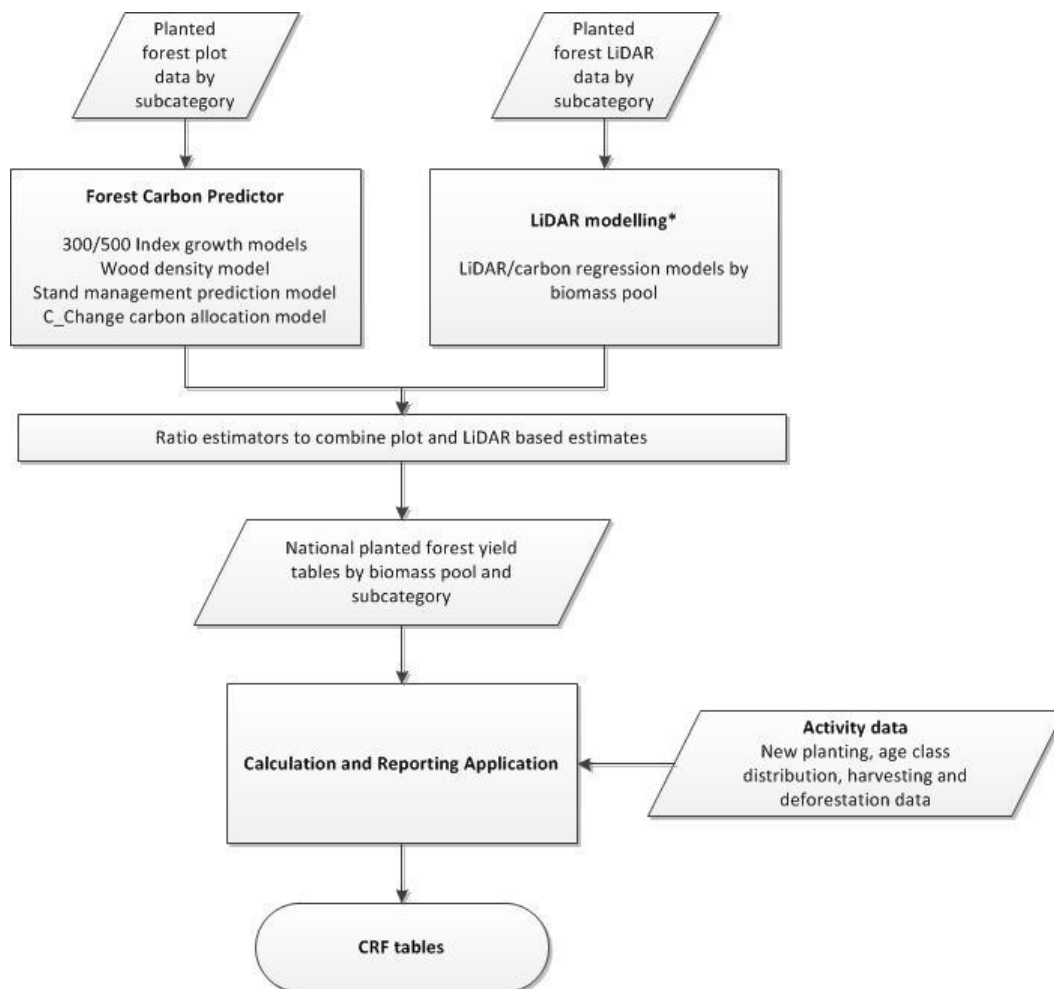 Planted
forest plot
data by
subcategory
Planted
forest LiDAR
data by
subcategory
Forest Carbon Predictor
300/500 Index growth models
Wood density model
Stand management prediction model
C_Change carbon allocation model
LiDAR modelling*
LiDAR/carbon regression models by
biomass pool
Ratio estimators to combine plot and LiDAR based estimates
National planted forest yield
tables by biomass pool and
subcategory
Calculation and Reporting Application
Activity data
New planting, age class
distribution, harvesting and
deforestation data
CRF tables